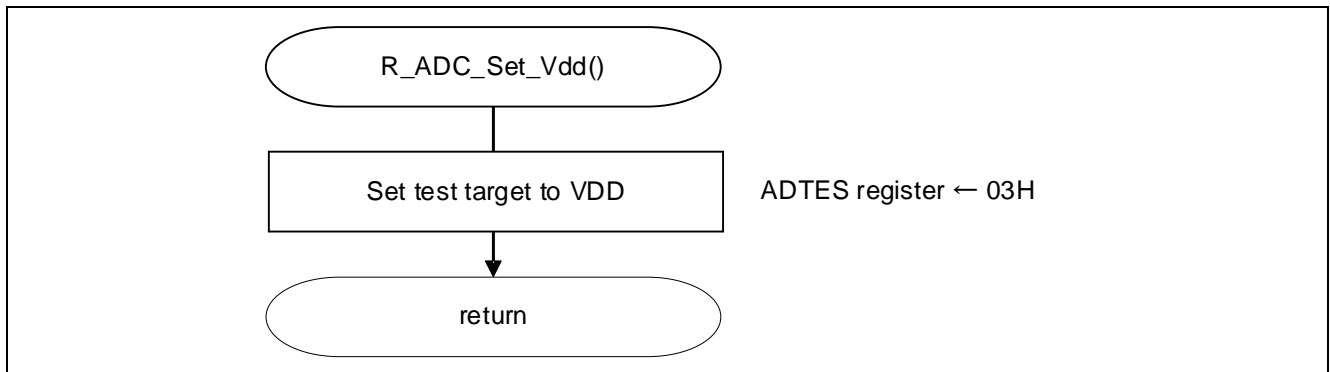 R_ADC_Set_Vdd()
Set test target to VDD ADTES register ← 03H
return